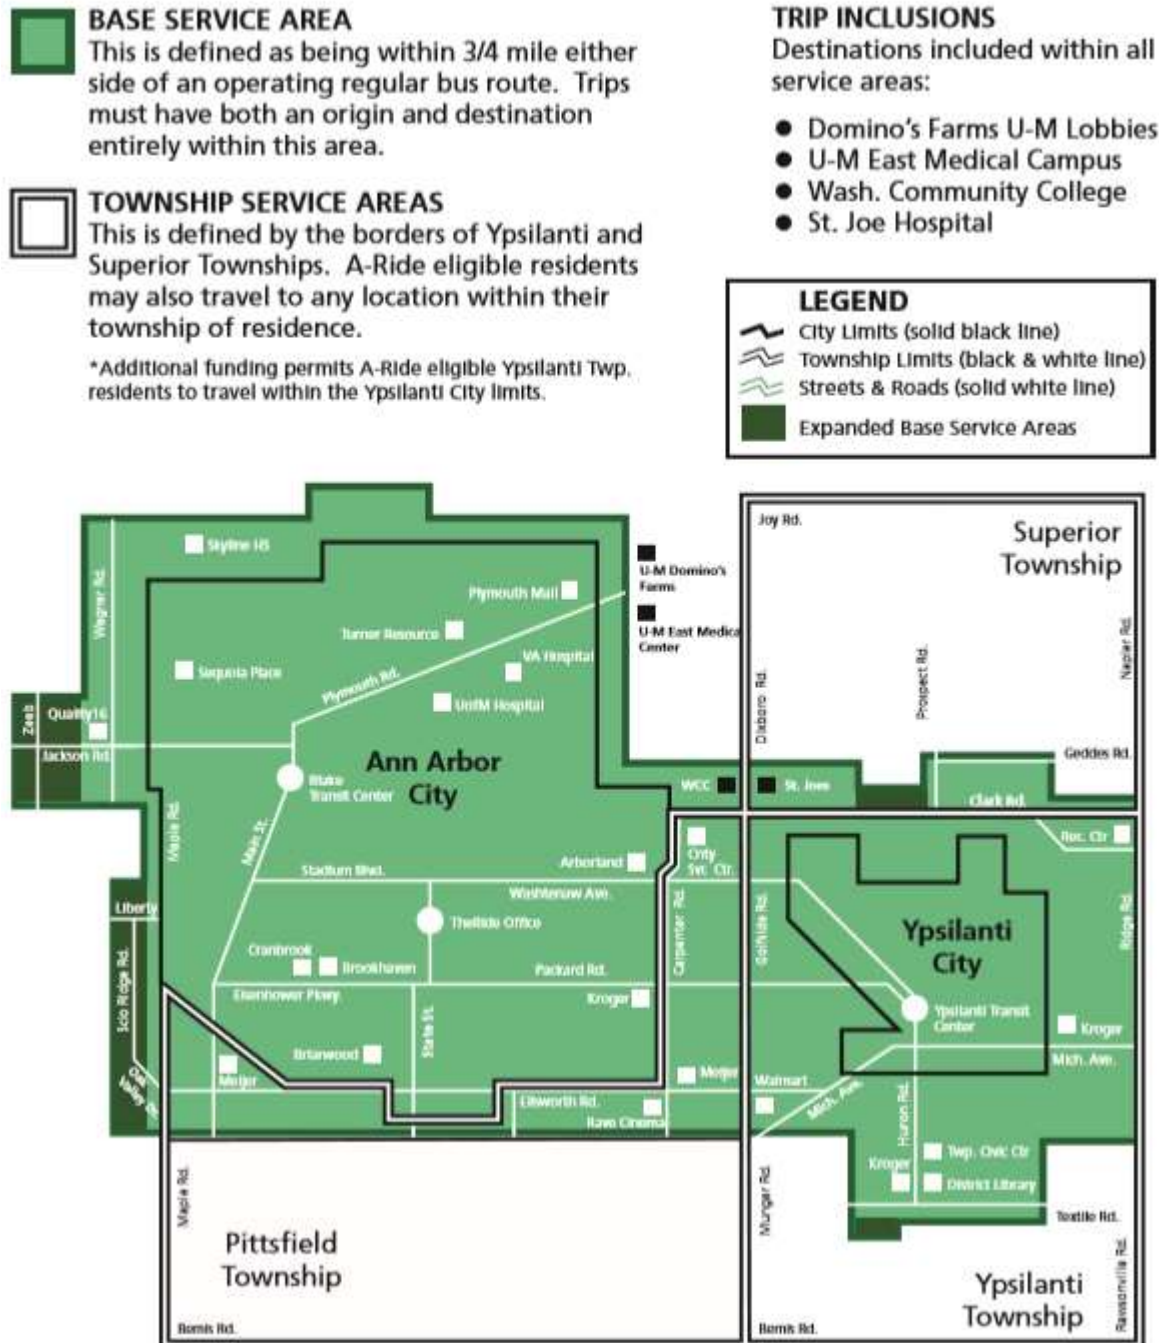 BASE SERVICE AREA
This is defined as being within 3/4 mile either
side of an operating regular bus route. Trips
must have both an origin and destination
entirely within this area.
TOWNSHIP SERVICE AREAS
This is defined by the borders of Ypsilanti and
Superior Townships. A-Ride eligible residents
may also travel to any location within their
township of residence.
*Additional funding permits A-Ride eligible Ypsilanti Twp.
residents to travel within the Ypsilanti City limits.
TRIP INCLUSIONS
Destinations included within all
service areas:
● Domino's Farms U-M Lobbies
● U-M East Medical Campus
● Wash. Community College
● St. Joe Hospital
LEGEND
City Limits (solid black line)
Township Limits (black & white line)
Streets & Roads (solid white line)
Expanded Base Service Areas
Joy Rd.
Superior
Township
Skyline HS
U-M Domino's
Farms
Wagner Rd.
Plymouth Mall
Turner Resource
U-M East Medica
Center
VA Hospital
Napier Rd.
Sequoia Place
Plymouth Rd.
Prospect Rd.
Dixboro Rd.
UofM Hospital
Zeeb
Quality16
Jackson Rd.
Ann Arbor
City
Geddes Rd.
Blake
Transit Center
WCC
St. Joes
Clark Rd.
Maple Rd.
Main St.
Rec. Ctr
Arborland
Cnty
Svc. Ctr.
Stadium Blvd.
Washtenaw Ave.
Liberty
TheRide Office
Carpenter Rd.
Golfside Rd.
Ypsilanti
City
Ridge Rd.
Cranbrook
Brookhaven
Packard Rd.
Scio Ridge Rd.
Eisenhower Pkwy.
Kroger
Ypsilanti Transit
Center
State St.
Kroger
Briarwood
Mich. Ave.
Oak
Valley Dr.
Meijer
Meijer
Walmart
Ellsworth Rd.
Mich. Ave.
Huron Rd.
Rave Cinema
Twp. Civic Ctr
Kroger
District Library
Maple Rd.
Munger Rd.
Textile Rd.
Pittsfield
Township
Ypsilanti
Township
Rawsonville Rd.
Bemis Rd.
Bemis Rd.